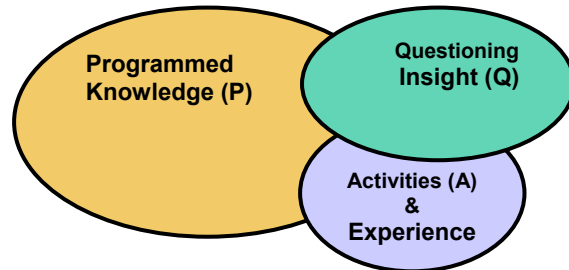 Programmed
Knowledge (P)
Questioning
Insight (Q)
Activities (A)
&
Experience